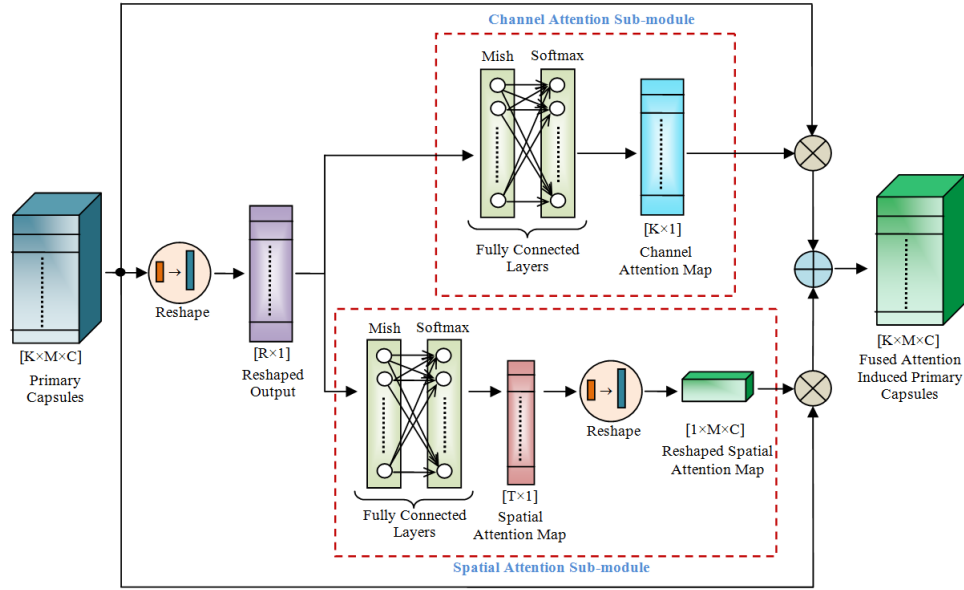 Channel Attention Sub-module
Mish
Softmax
Fully Connected
Layers
[K×1]
Channel
Attention Map
[K×M×C]
Primary
Capsules
Reshape
[R×1]
Reshaped
Output
Mish
Softmax
Fully Connected
Layers
[T×1]
Spatial
Attention Map
Reshape
[1×M×C]
Reshaped Spatial
Attention Map
[K×M×C]
Fused Attention
Induced Primary
Capsules
Spatial Attention Sub-module